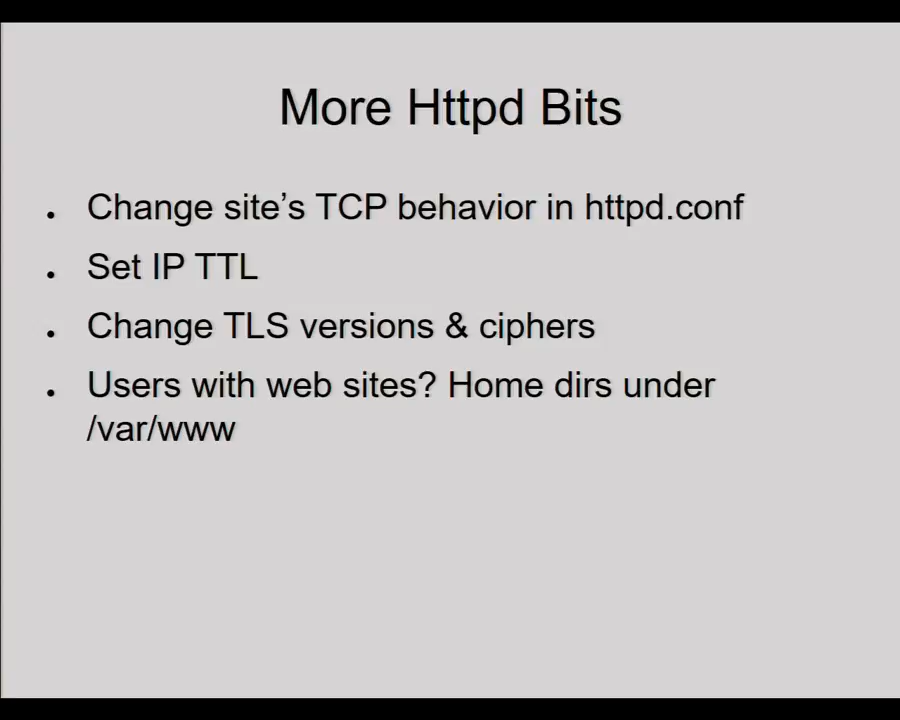 More Httpd Bits
Change site’s TCP behavior in httpd.conf
Set IP TTL
Change TLS versions & ciphers
Users with web sites? Home dirs under
/var/www